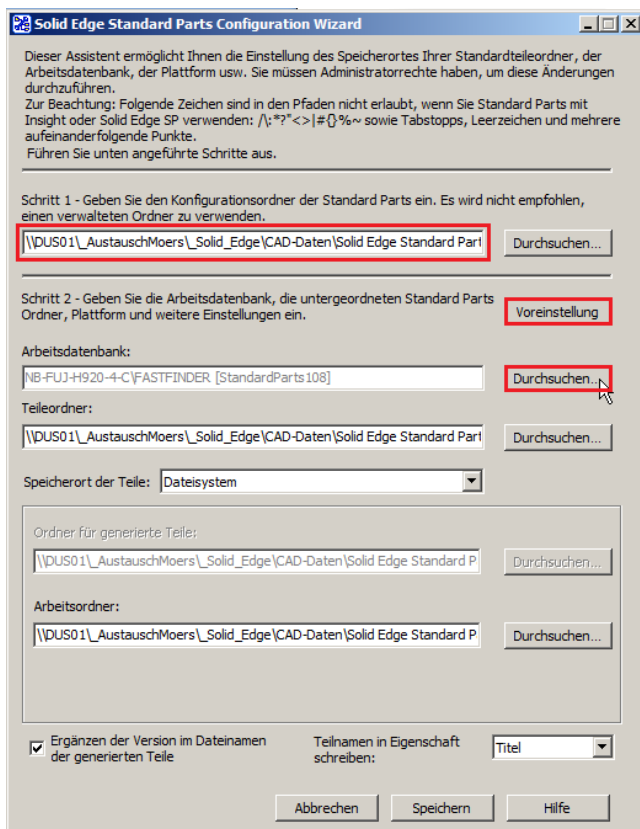 Solid Edge Standard Parts Configuration Wizard
Dieser Assistent ermöglicht Ihnen die Einstellung des Speicherortes Ihrer Standardteileordner, der
Arbeitsdatenbank, der Plattform usw. Sie müssen Administratorrechte haben, um diese Änderungen
durchzuführen.
Zur Beachtung: Folgende Zeichen sind in den Pfaden nicht erlaubt, wenn Sie Standard Parts mit
Insight oder Solid Edge SP verwenden: /\:*?"<>|#{}%~ sowie Tabstopps, Leerzeichen und mehrere
aufeinanderfolgende Punkte.
Führen Sie unten angeführte Schritte aus.
Schritt 1 - Geben Sie den Konfigurationsordner der Standard Parts ein. Es wird nicht empfohlen,
einen verwalteten Ordner zu verwenden.
\\DUS01\_AustauschMoers\_Solid_Edge\CAD-Daten\Solid Edge Standard Part Durchsuchen...
Schritt 2 - Geben Sie die Arbeitsdatenbank, die untergeordneten Standard Parts
Ordner, Plattform und weitere Einstellungen ein. Voreinstellung
Arbeitsdatenbank:
NB-FUJ-H920-4-C\FASTFINDER [StandardParts108] Durchsuchen...
Teileordner:
\\DUS01\_AustauschMoers\_Solid_Edge\CAD-Daten\Solid Edge Standard Part Durchsuchen...
Speicherort der Teile: Dateisystem
Ordner für generierte Teile:
\\DUS01\_AustauschMoers\_Solid_Edge\CAD-Daten\Solid Edge Standard P Durchsuchen...
Arbeitsordner:
\\DUS01\_AustauschMoers\_Solid_Edge\CAD-Daten\Solid Edge Standard P Durchsuchen...
Ergänzen der Version im Dateinamen
der generierten Teile
Teilnamen in Eigenschaft
schreiben:
Titel
Abbrechen Speichern Hilfe